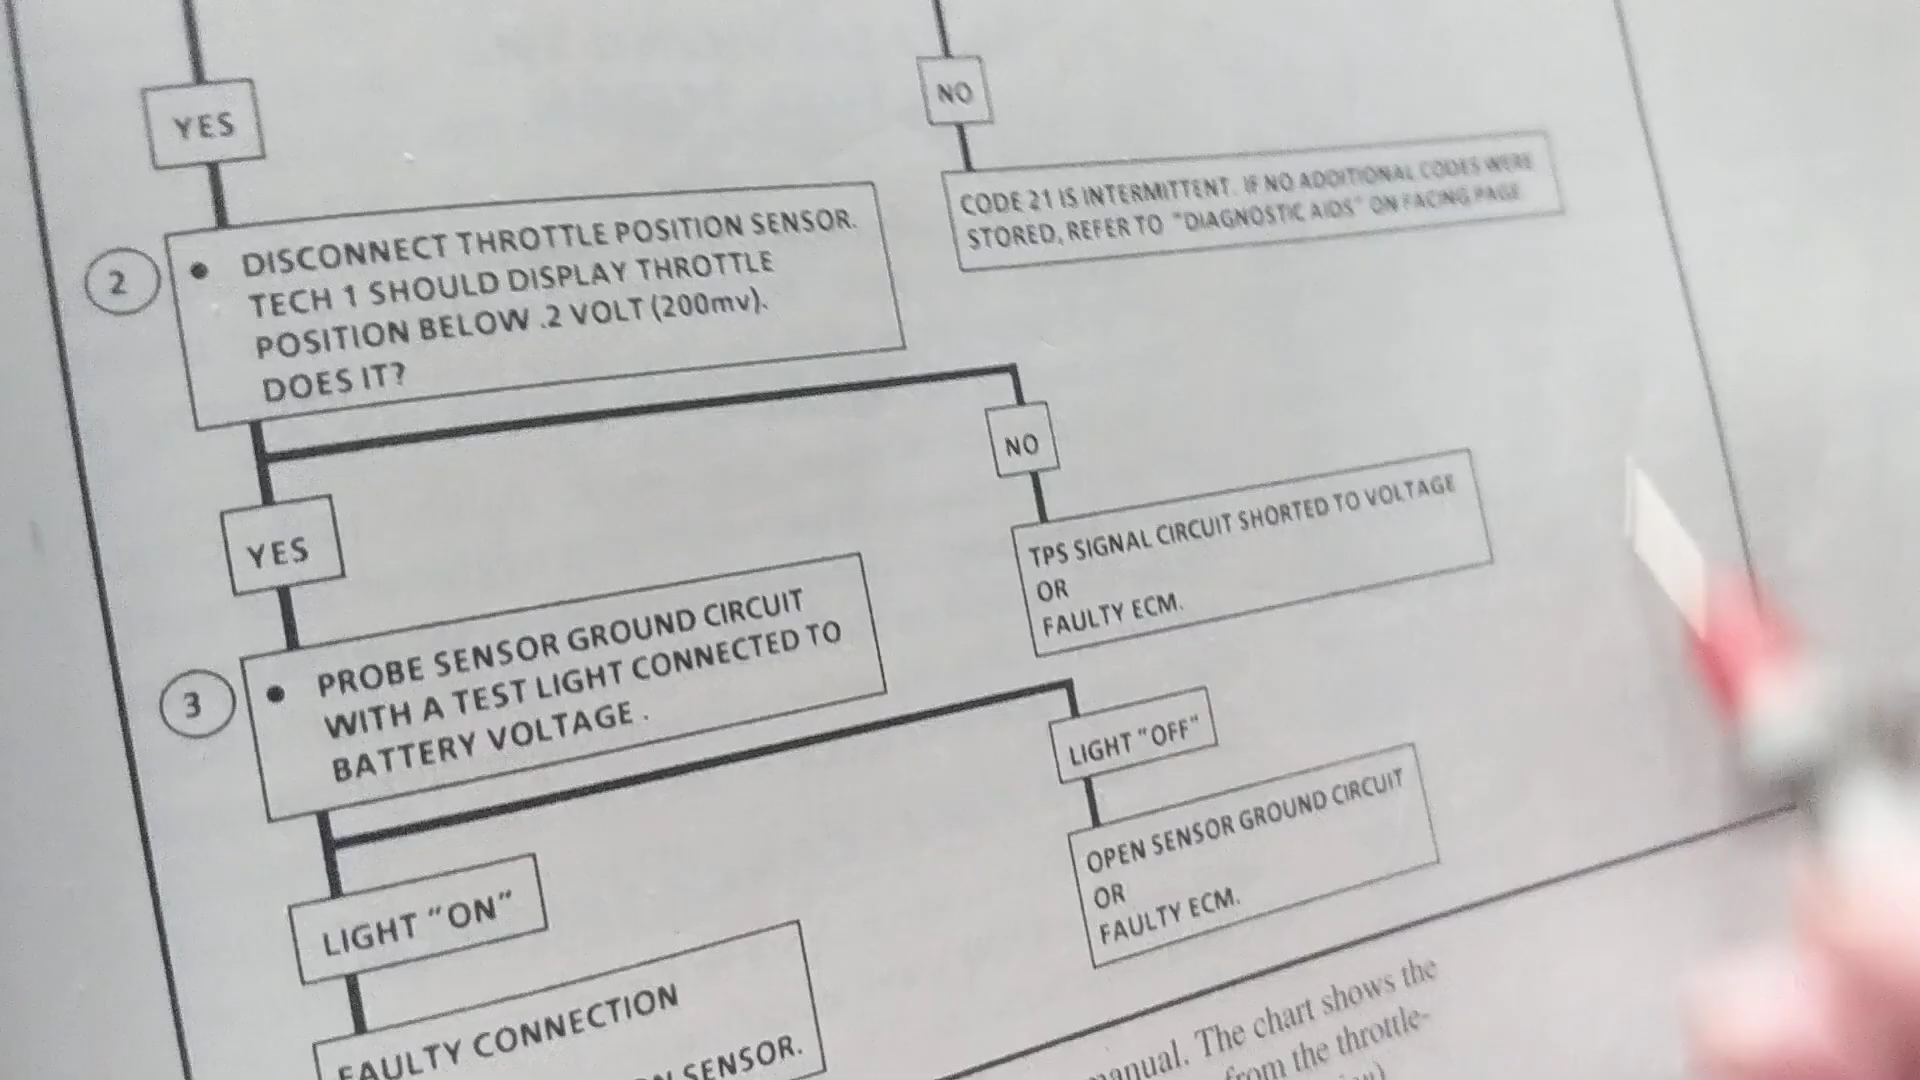 YES
NO
CODE 21 IS INTERMITTENT. IF NO ADDITIONAL CODES WERE
STORED, REFER TO "DIAGNOSTIC AIDS" ON FACING PAGE
2
● DISCONNECT THROTTLE POSITION SENSOR.
TECH 1 SHOULD DISPLAY THROTTLE
POSITION BELOW .2 VOLT (200mv).
DOES IT?
NO
YES
TPS SIGNAL CIRCUIT SHORTED TO VOLTAGE
OR
FAULTY ECM.
3
● PROBE SENSOR GROUND CIRCUIT
WITH A TEST LIGHT CONNECTED TO
BATTERY VOLTAGE.
LIGHT "OFF"
OPEN SENSOR GROUND CIRCUIT
OR
FAULTY ECM.
LIGHT "ON"
FAULTY CONNECTION
SENSOR.
manual. The chart shows the
from the throttle-